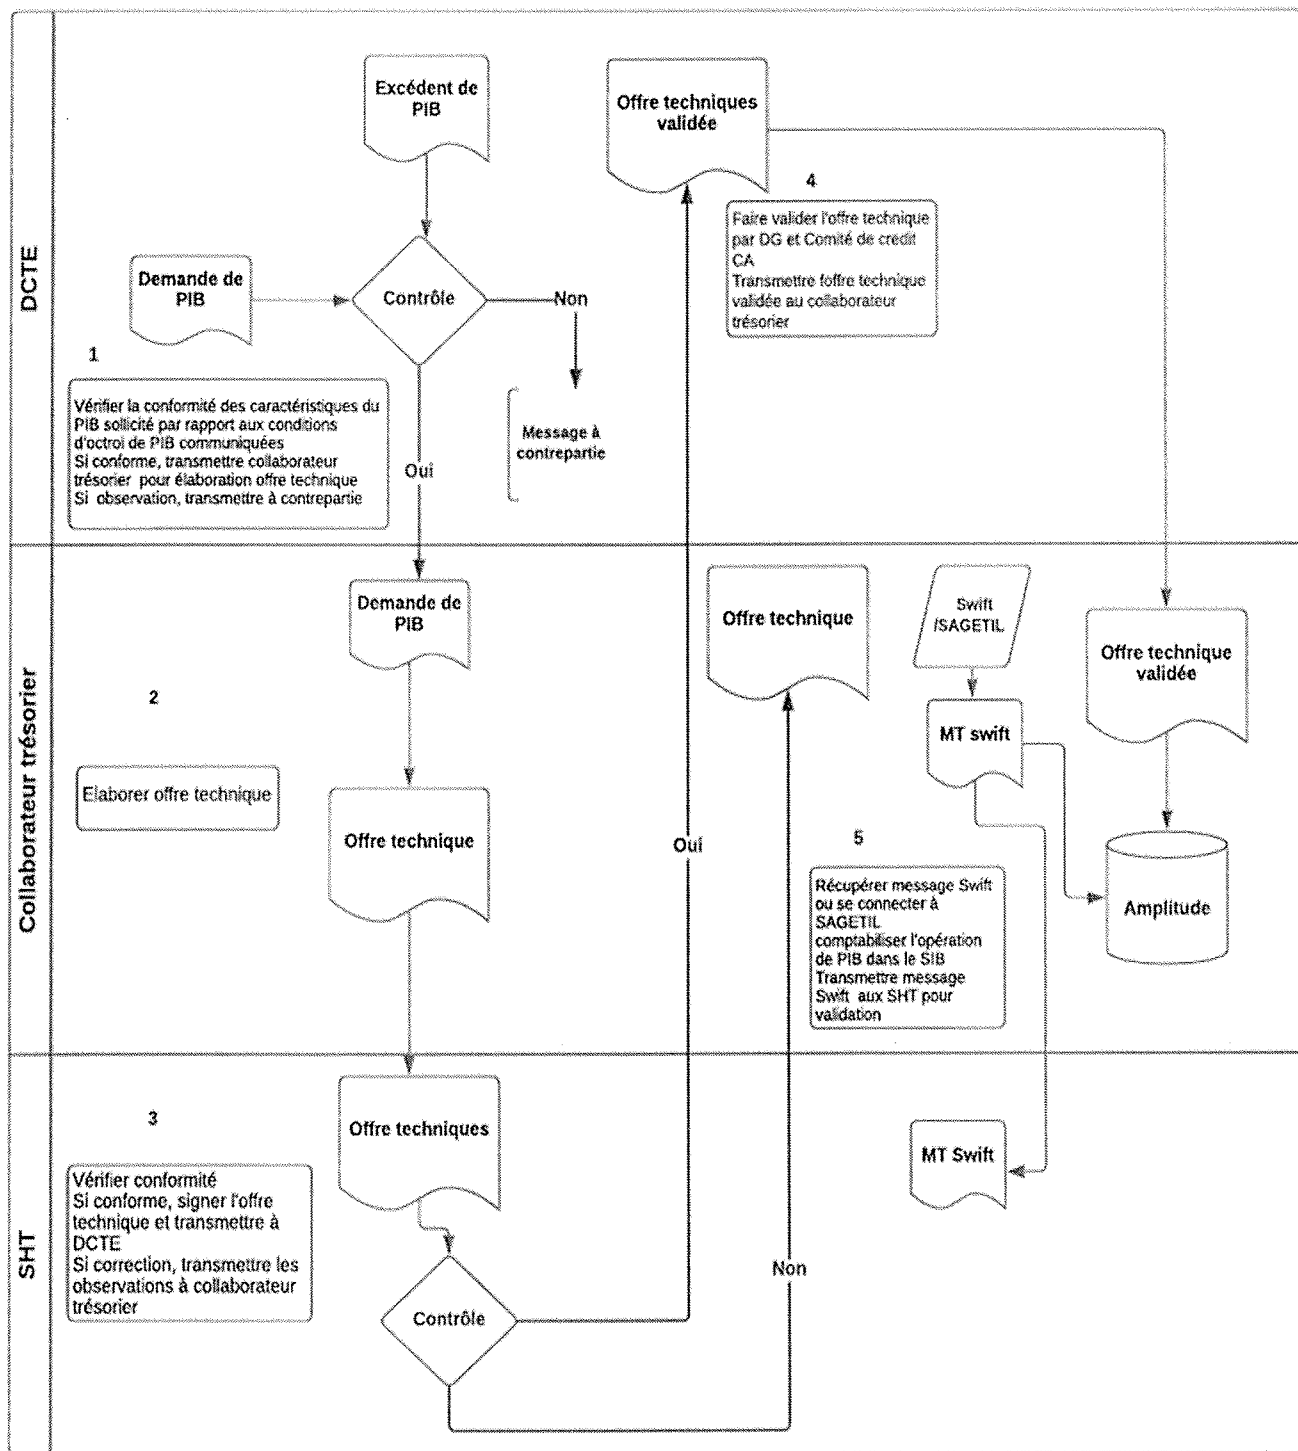 DCTE
Excédent de
PIB
Offre techniques
validée
4
Faire valider l'offre technique
par DG et Comité de credit
CA
Transmettre l'offre technique
validée au collaborateur
trésorier
Demande de
PIB
Contrôle
Non
1
Vérifier la conformité des caractéristiques du
PIB sollicité par rapport aux conditions
d'octroi de PIB communiquées
Si conforme, transmettre collaborateur
trésorier pour élaboration offre technique
Si observation, transmettre à contrepartie
Message à
contrepartie
Oui
Collaborateur trésorier
Demande de
PIB
Offre technique
Swift
/SAGETIL
Offre technique
validée
2
MT swift
Elaborer offre technique
Offre technique
Oui
5
Récupérer message Swift
ou se connecter à
SAGETIL
comptabiliser l'opération
de PIB dans le SIB
Transmettre message
Swift aux SHT pour
validation
Amplitude
SHT
3
Offre techniques
MT Swift
Vérifier conformité
Si conforme, signer l'offre
technique et transmettre à
DCTE
Si correction, transmettre les
observations à collaborateur
trésorier
Contrôle
Non